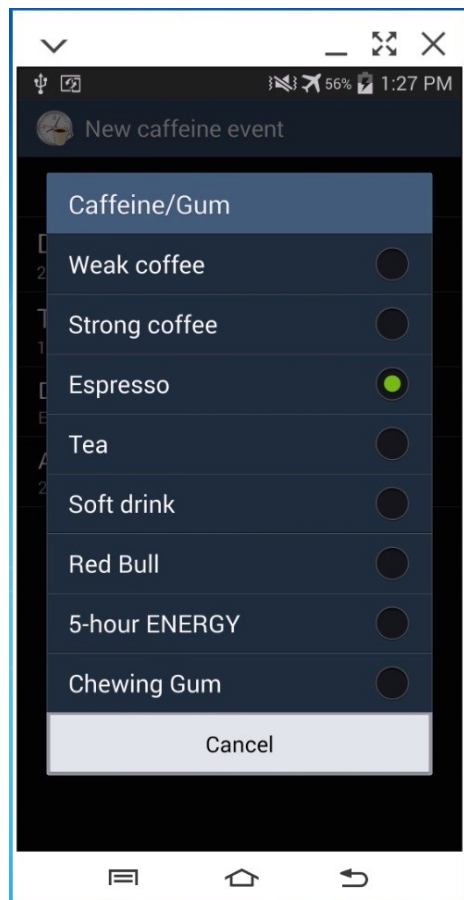 56% 1:27 PM
New caffeine event
Caffeine/Gum
Weak coffee
Strong coffee
Espresso
Tea
Soft drink
Red Bull
5-hour ENERGY
Chewing Gum
Cancel